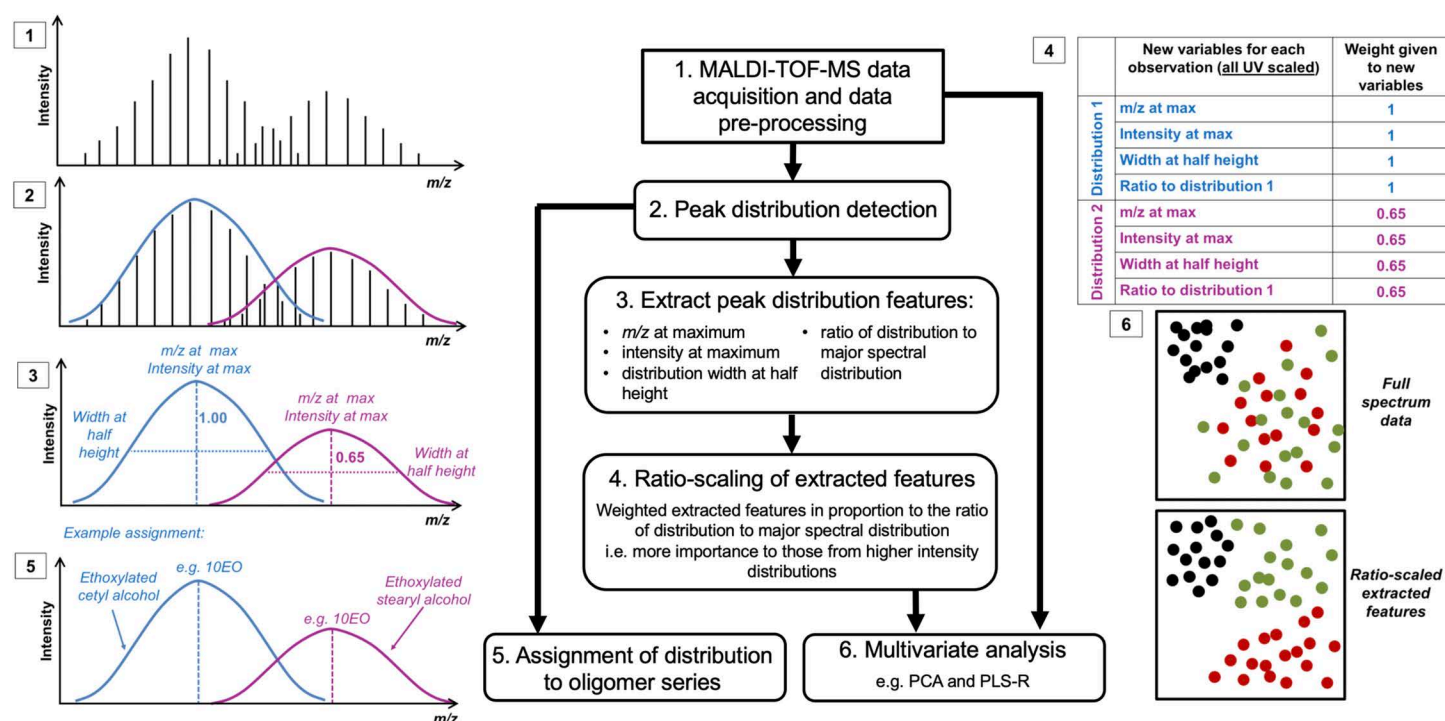 1
Intensity
m/z
2
Intensity
m/z
3
m/z at max
Intensity at max
Width at
half
height
1.00
m/z at max
Intensity at max
0.65
Width at
half height
Intensity
m/z
Example assignment:
5
Ethoxylated
cetyl alcohol
e.g. 10EO
Ethoxylated
stearyl alcohol
e.g. 10EO
Intensity
m/z
1. MALDI-TOF-MS data
acquisition and data
pre-processing
2. Peak distribution detection
3. Extract peak distribution features:
• m/z at maximum
• intensity at maximum
• distribution width at half
height
• ratio of distribution to
major spectral
distribution
4. Ratio-scaling of extracted features
Weighted extracted features in proportion to the ratio
of distribution to major spectral distribution
i.e. more importance to those from higher intensity
distributions
5. Assignment of distribution
to oligomer series
6. Multivariate analysis
e.g. PCA and PLS-R
4
New variables for each
observation (all UV scaled)
Weight given
to new
variables
Distribution 1
m/z at max 1
Intensity at max 1
Width at half height 1
Ratio to distribution 1 1
Distribution 2
m/z at max 0.65
Intensity at max 0.65
Width at half height 0.65
Ratio to distribution 1 0.65
6
Full
spectrum
data
Ratio-scaled
extracted
features